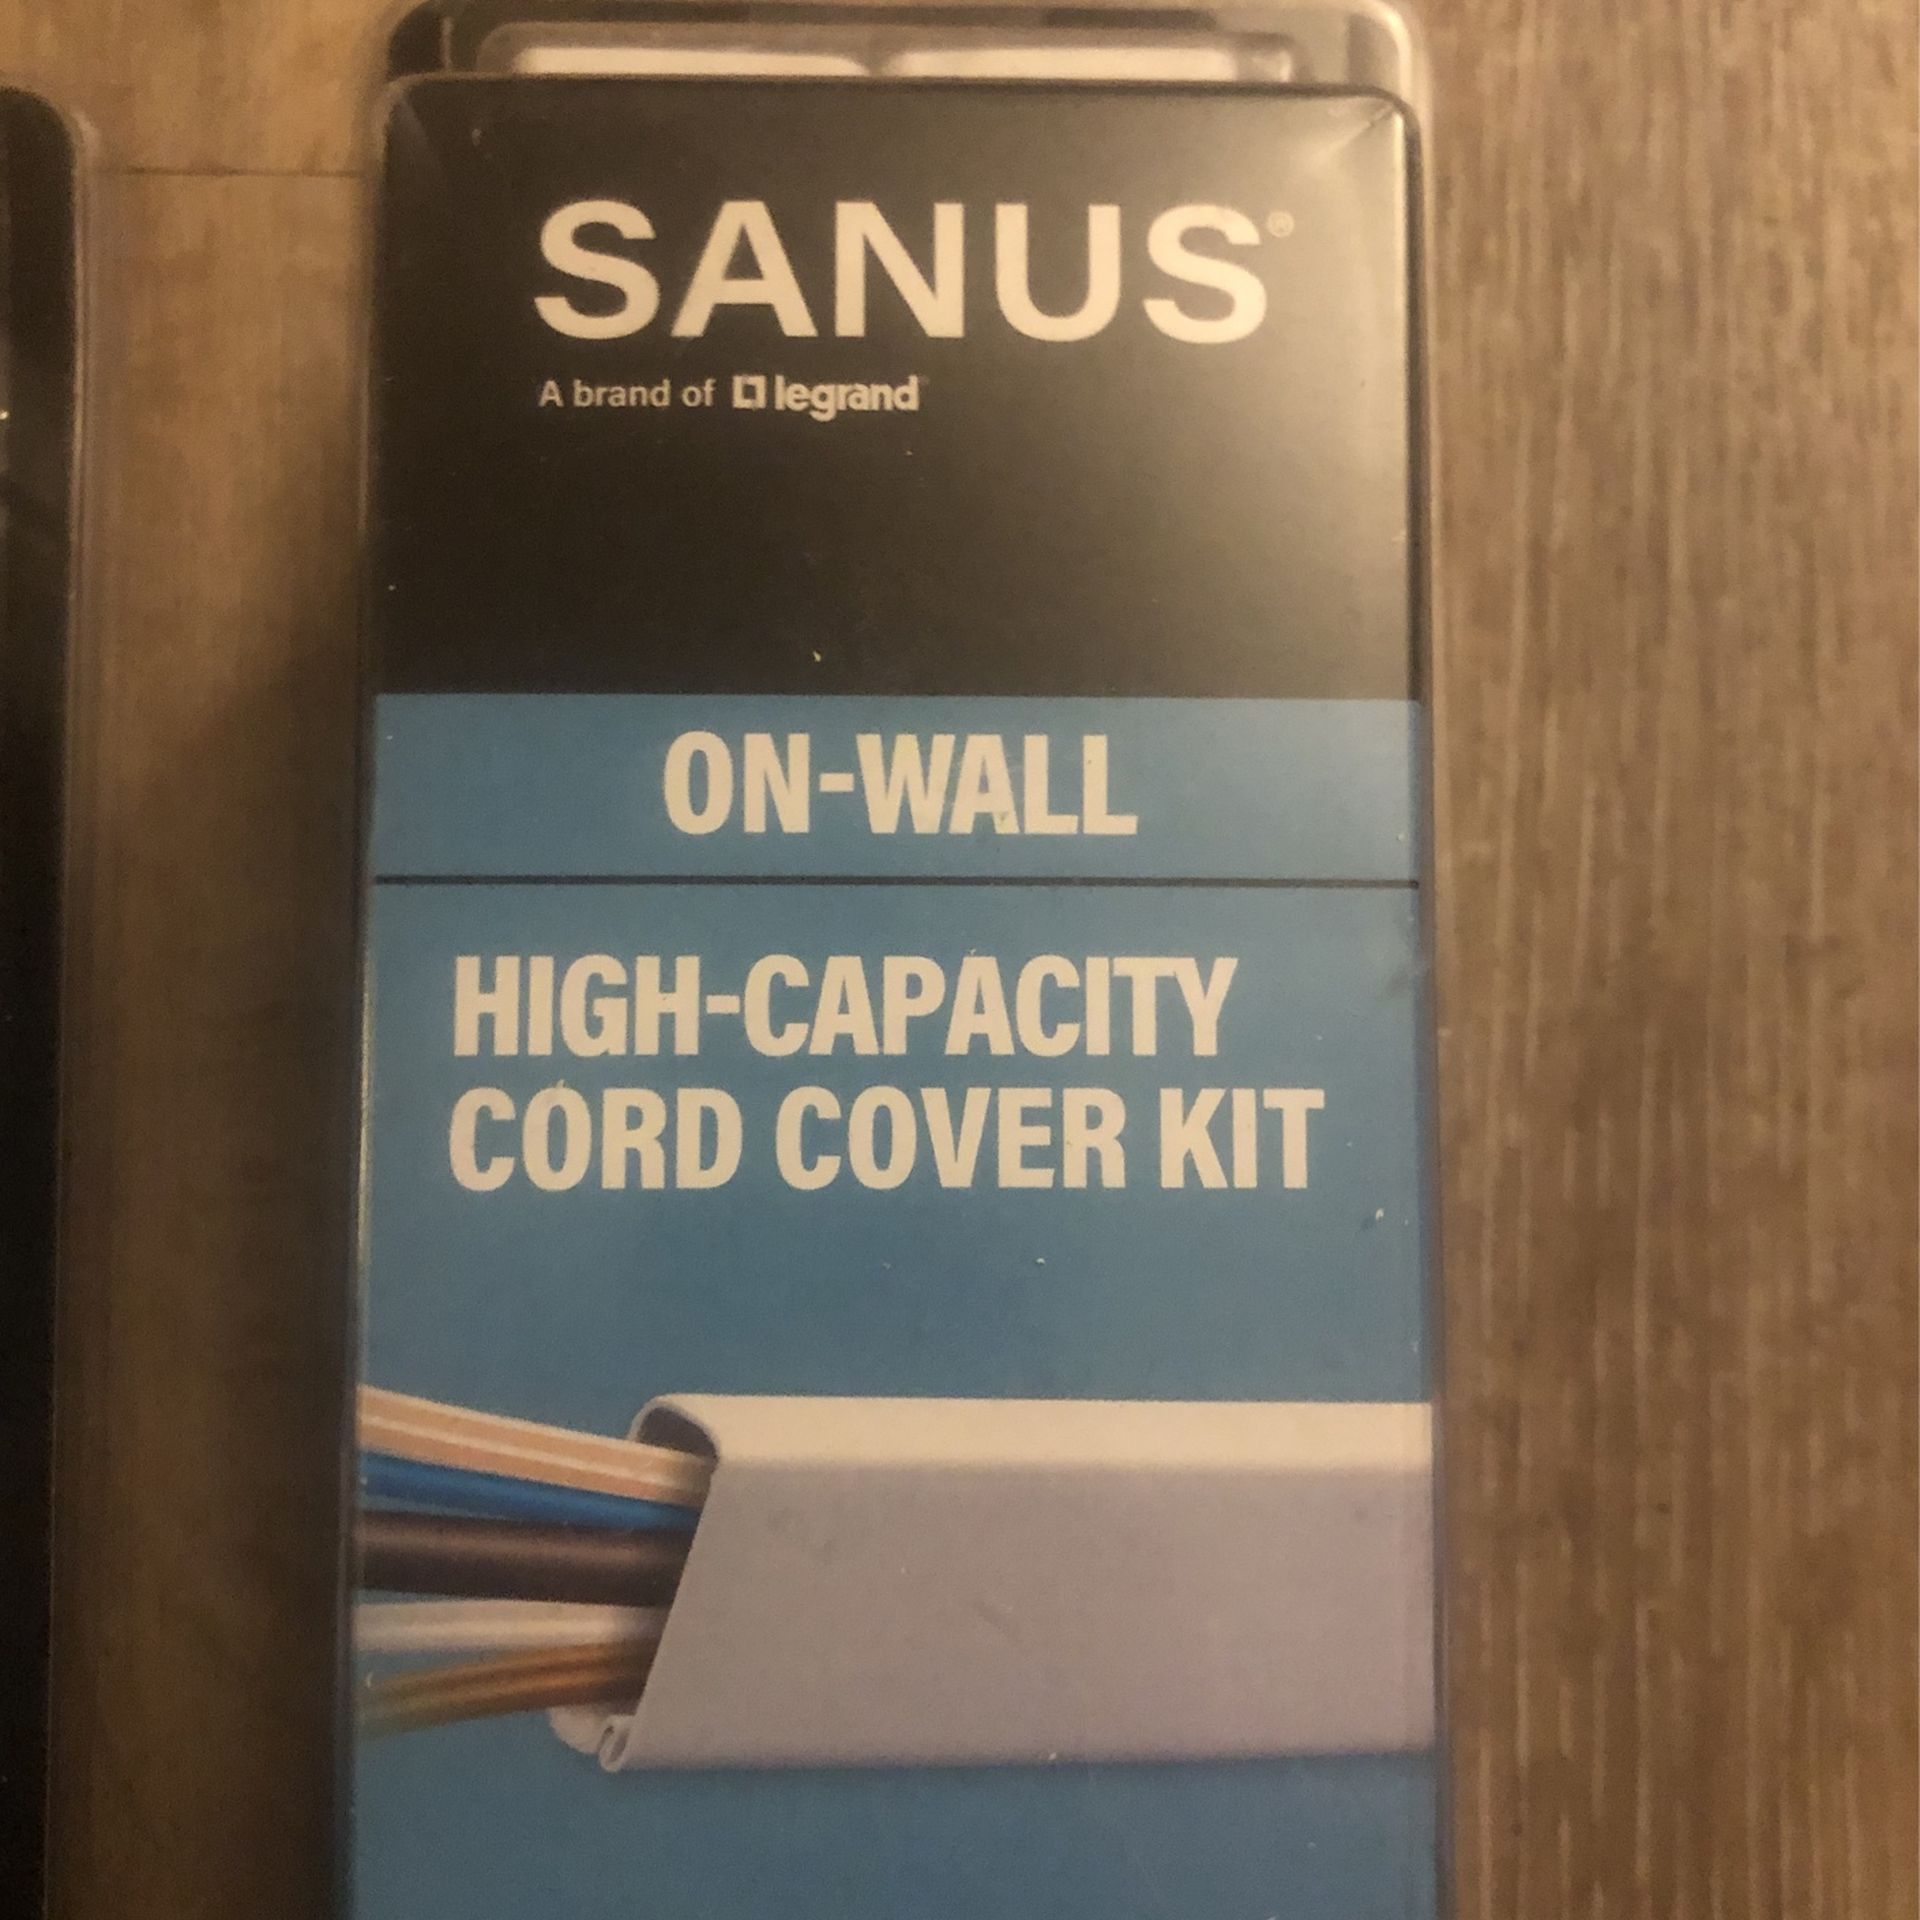 SANUS®
A brand of legrand
ON-WALL
HIGH-CAPACITY
CORD COVER KIT